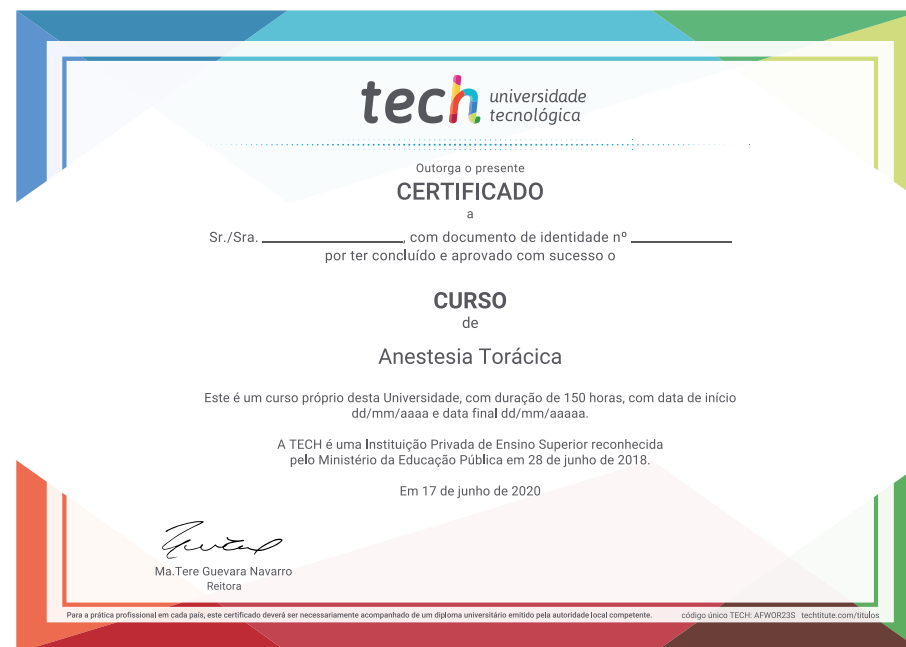 tech universidade
tecnológica
Outorga o presente
CERTIFICADO
a
Sr./Sra. ____________________, com documento de identidade nº ______________
por ter concluído e aprovado com sucesso o
CURSO
de
Anestesia Torácica
Este é um curso próprio desta Universidade, com duração de 150 horas, com data de início
dd/mm/aaaa e data final dd/mm/aaaaa.
A TECH é uma Instituição Privada de Ensino Superior reconhecida
pelo Ministério da Educação Pública em 28 de junho de 2018.
Em 17 de junho de 2020
Ma.Tere Guevara Navarro
Reitora
Para a prática profissional em cada país, este certificado deverá ser necessariamente acompanhado de um diploma universitário emitido pela autoridade local competente. código único TECH: AFWOR23S techtitute.com/títulos